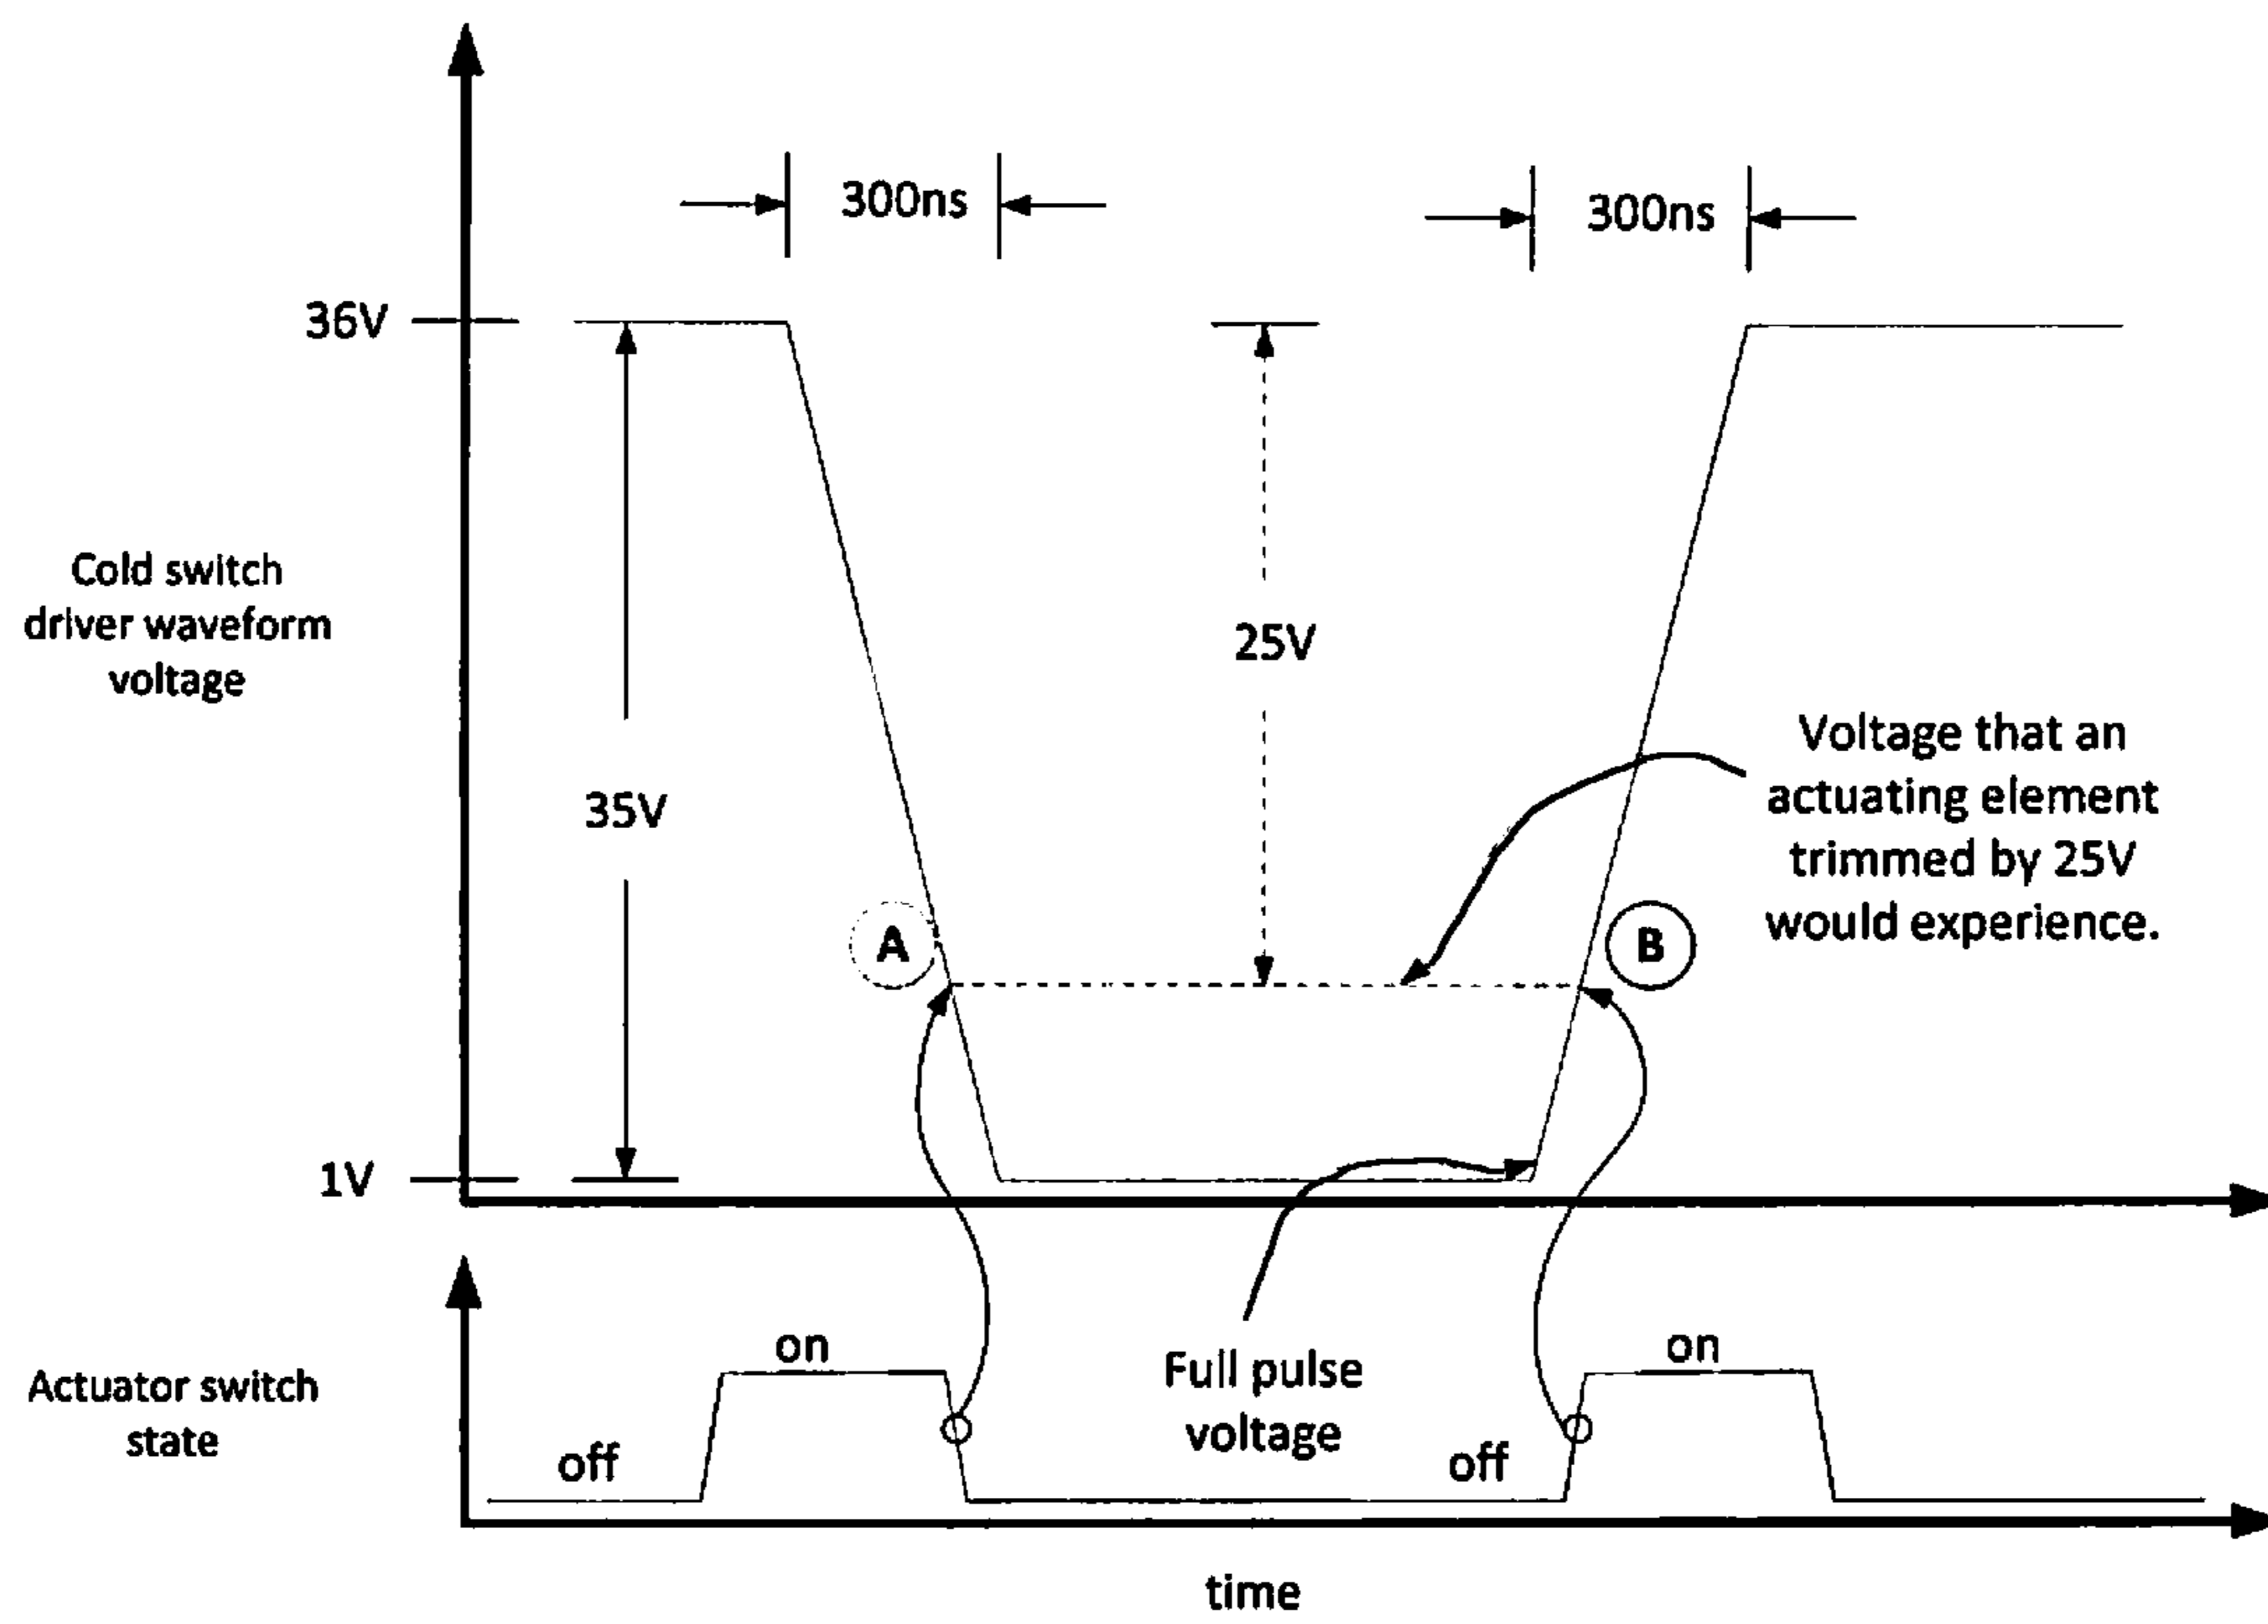 300ns
300ns
36V
Cold switch
driver waveform
voltage
25V
35V
Voltage that an
actuating element
trimmed by 25V
would experience.
A
B
1V
on
on
Full pulse
voltage
Actuator switch
state
off
off
time